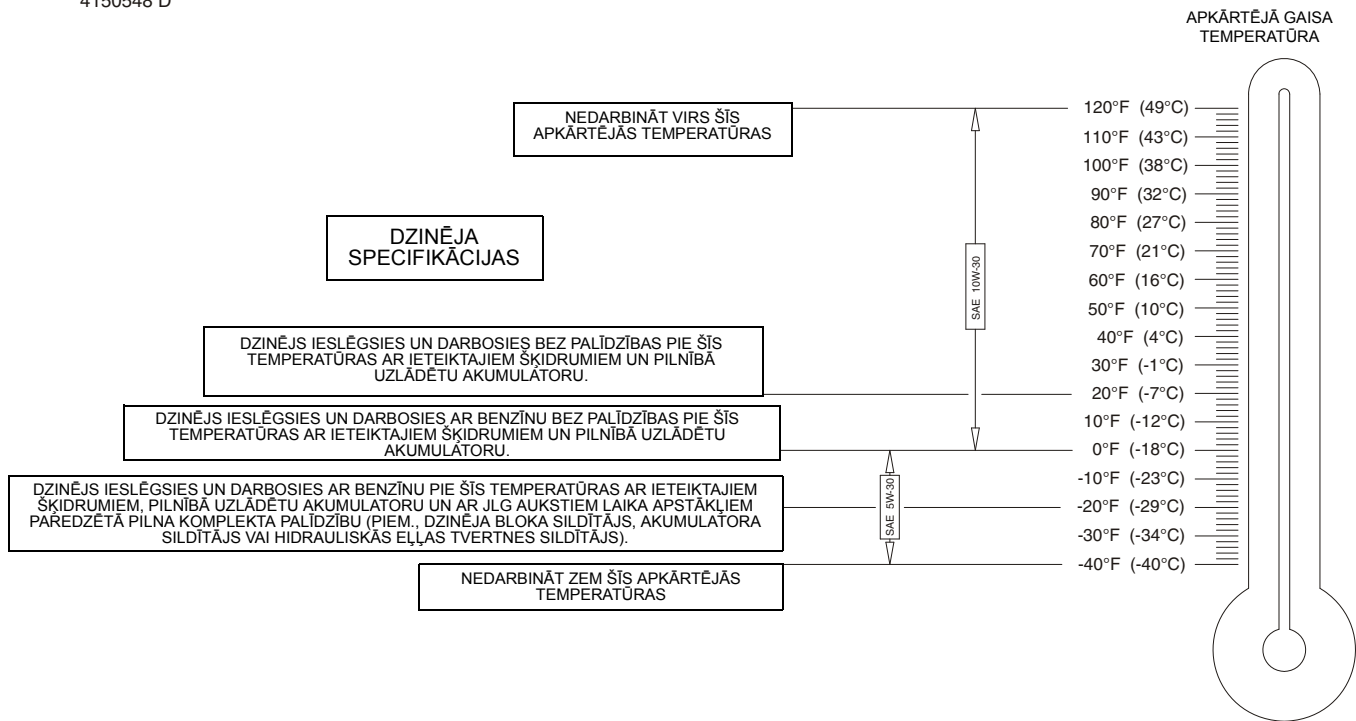 4150548 D
APKĀRTĒJĀ GAISA
TEMPERATŪRA
NEDARBINĀT VIRS ŠĪS
APKĀRTĒJĀS TEMPERATŪRAS
DZINĒJA
SPECIFIKĀCIJAS
DZINĒJS IESLĒGSIES UN DARBOSIES BEZ PALĪDZĪBAS PIE ŠĪS
TEMPERATŪRAS AR IETEIKTAJIEM ŠĶIDRUMIEM UN PILNĪBĀ
UZLĀDĒTU AKUMULATORU.
DZINĒJS IESLĒGSIES UN DARBOSIES AR BENZĪNU BEZ PALĪDZĪBAS PIE ŠĪS
TEMPERATŪRAS AR IETEIKTAJIEM ŠĶIDRUMIEM UN PILNĪBĀ UZLĀDĒTU
AKUMULATORU.
DZINĒJS IESLĒGSIES UN DARBOSIES AR BENZĪNU PIE ŠĪS TEMPERATŪRAS AR IETEIKTAJIEM
ŠĶIDRUMIEM, PILNĪBĀ UZLĀDĒTU AKUMULATORU UN AR JLG AUKSTIEM LAIKA APSTĀKĻIEM
PAREDZĒTĀ PILNA KOMPLEKTA PALĪDZĪBU (PIEM., DZINĒJA BLOKA SILDĪTĀJS, AKUMULATORA
SILDĪTĀJS VAI HIDRAULISKĀS EĻĻAS TVERTNES SILDĪTĀJS).
NEDARBINĀT ZEM ŠĪS APKĀRTĒJĀS
TEMPERATŪRAS
SAE 10W-30
SAE 5W-30
120°F (49°C)
110°F (43°C)
100°F (38°C)
90°F (32°C)
80°F (27°C)
70°F (21°C)
60°F (16°C)
50°F (10°C)
40°F (4°C)
30°F (-1°C)
20°F (-7°C)
10°F (-12°C)
0°F (-18°C)
-10°F (-23°C)
-20°F (-29°C)
-30°F (-34°C)
-40°F (-40°C)